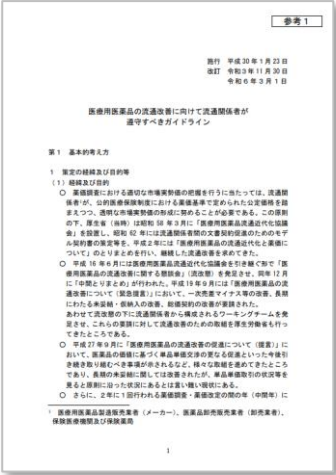 参考1
施行 平成30年1月23日
改訂 令和3年11月30日
令和6年3月1日
医療用医薬品の流通改善に向けて流通関係者が
遵守すべきガイドライン
第1 基本的考え方
1 策定の経緯及び目的等
(1)経緯及び目的
○ 薬価調査における適切な市場実勢価の把握を行うに当たっては、流通関
係者¹が、公的医療保険制度における薬価基準で定められた公定価格を踏
まえつつ、透明な市場実勢価の形成に努めることが必要である。この原則
の下、厚生省(当時)は昭和58年3月に「医療用医薬品流通近代化協議
会」を設置し、昭和62年には流通関係者間の文書契約促進のためのモデ
ル契約書の策定等を、平成2年には「医療用医薬品の流通近代化と薬価に
ついて」のとりまとめを行い、継続した流通改善を求めてきた。
○ 平成16年6月には医療用医薬品流通近代化協議会を引き継ぐ形で「医
療用医薬品の流通改善に関する懇談会」(流改懇)を発足させ、同年12月
に「中間とりまとめ」が行われた。平成19年9月には「医療用医薬品の流
通改善について(緊急提言)」において、一次売差マイナス等の改善、長期
にわたる未妥結・仮納入の改善、総価契約の改善が要請された。
あわせて流改懇の下に流通関係者から構成されるワーキングチームを発
足させ、これらの要請に対して流通改善のための取組を厚生労働省も行っ
てきたところである。
○ 平成27年9月に「医療用医薬品の流通改善の促進について(提言)」に
おいて、医薬品の価値に基づく単品単価交渉の更なる促進といった今後引
き続き取り組むべき事項が示されるなど、様々な取組を進めてきたところ
であり、長期の未妥結に関しては改善されたが、単品単価取引の状況等を
見ると原則に沿った状況にあるとは言い難い現状にある。
○ さらに、2年に1回行われる薬価調査・薬価改定の間の年(中間年)に
¹ 医療用医薬品製造販売業者(メーカー)、医薬品卸売販売業者(卸売業者)、
保険医療機関及び保険薬局
1